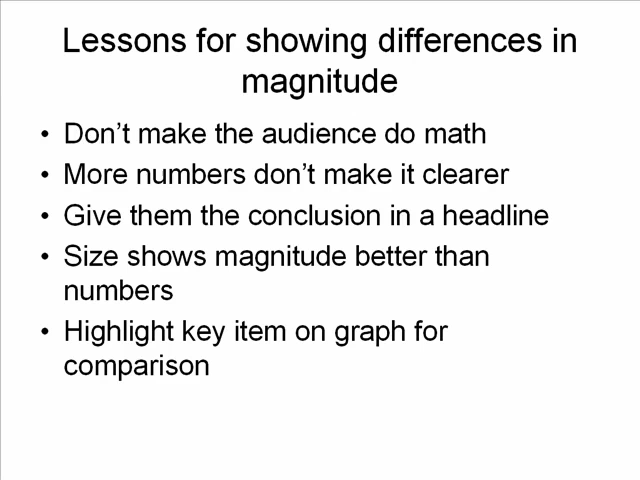 Lessons for showing differences in
magnitude
• Don't make the audience do math
• More numbers don't make it clearer
• Give them the conclusion in a headline
• Size shows magnitude better than
numbers
• Highlight key item on graph for
comparison